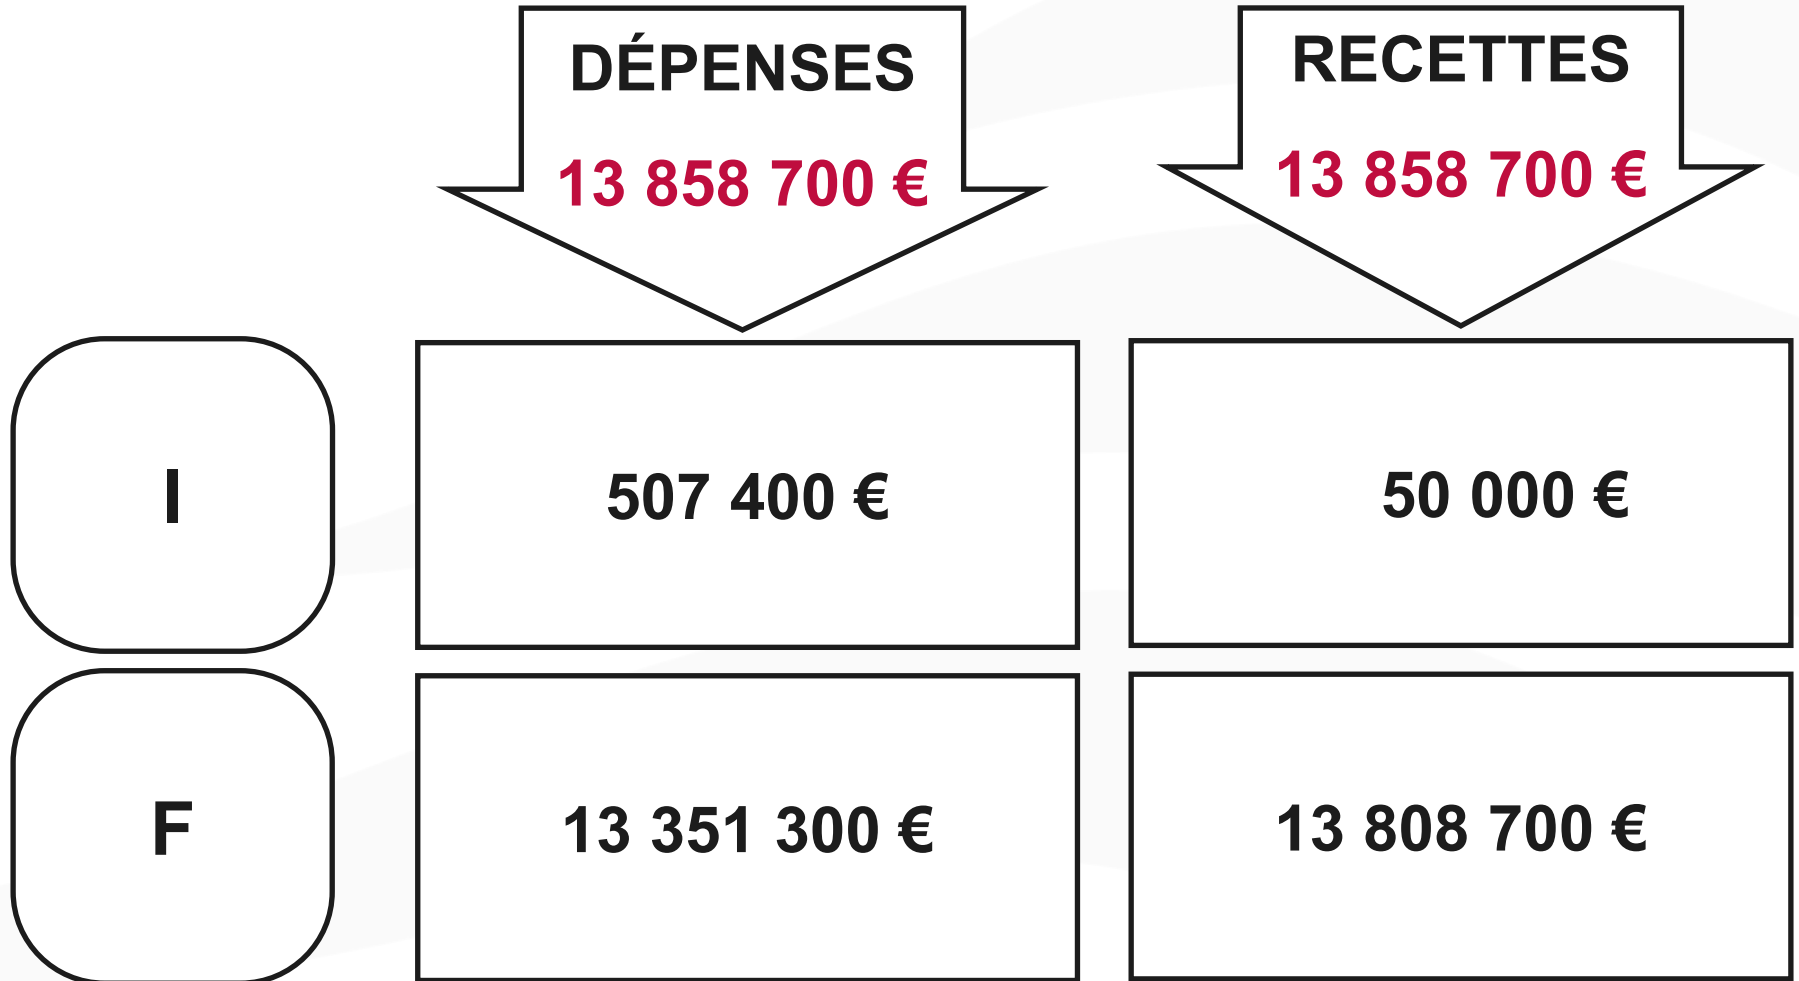 DÉPENSES
13 858 700 €
RECETTES
13 858 700 €
I
507 400 €
50 000 €
F
13 351 300 €
13 808 700 €